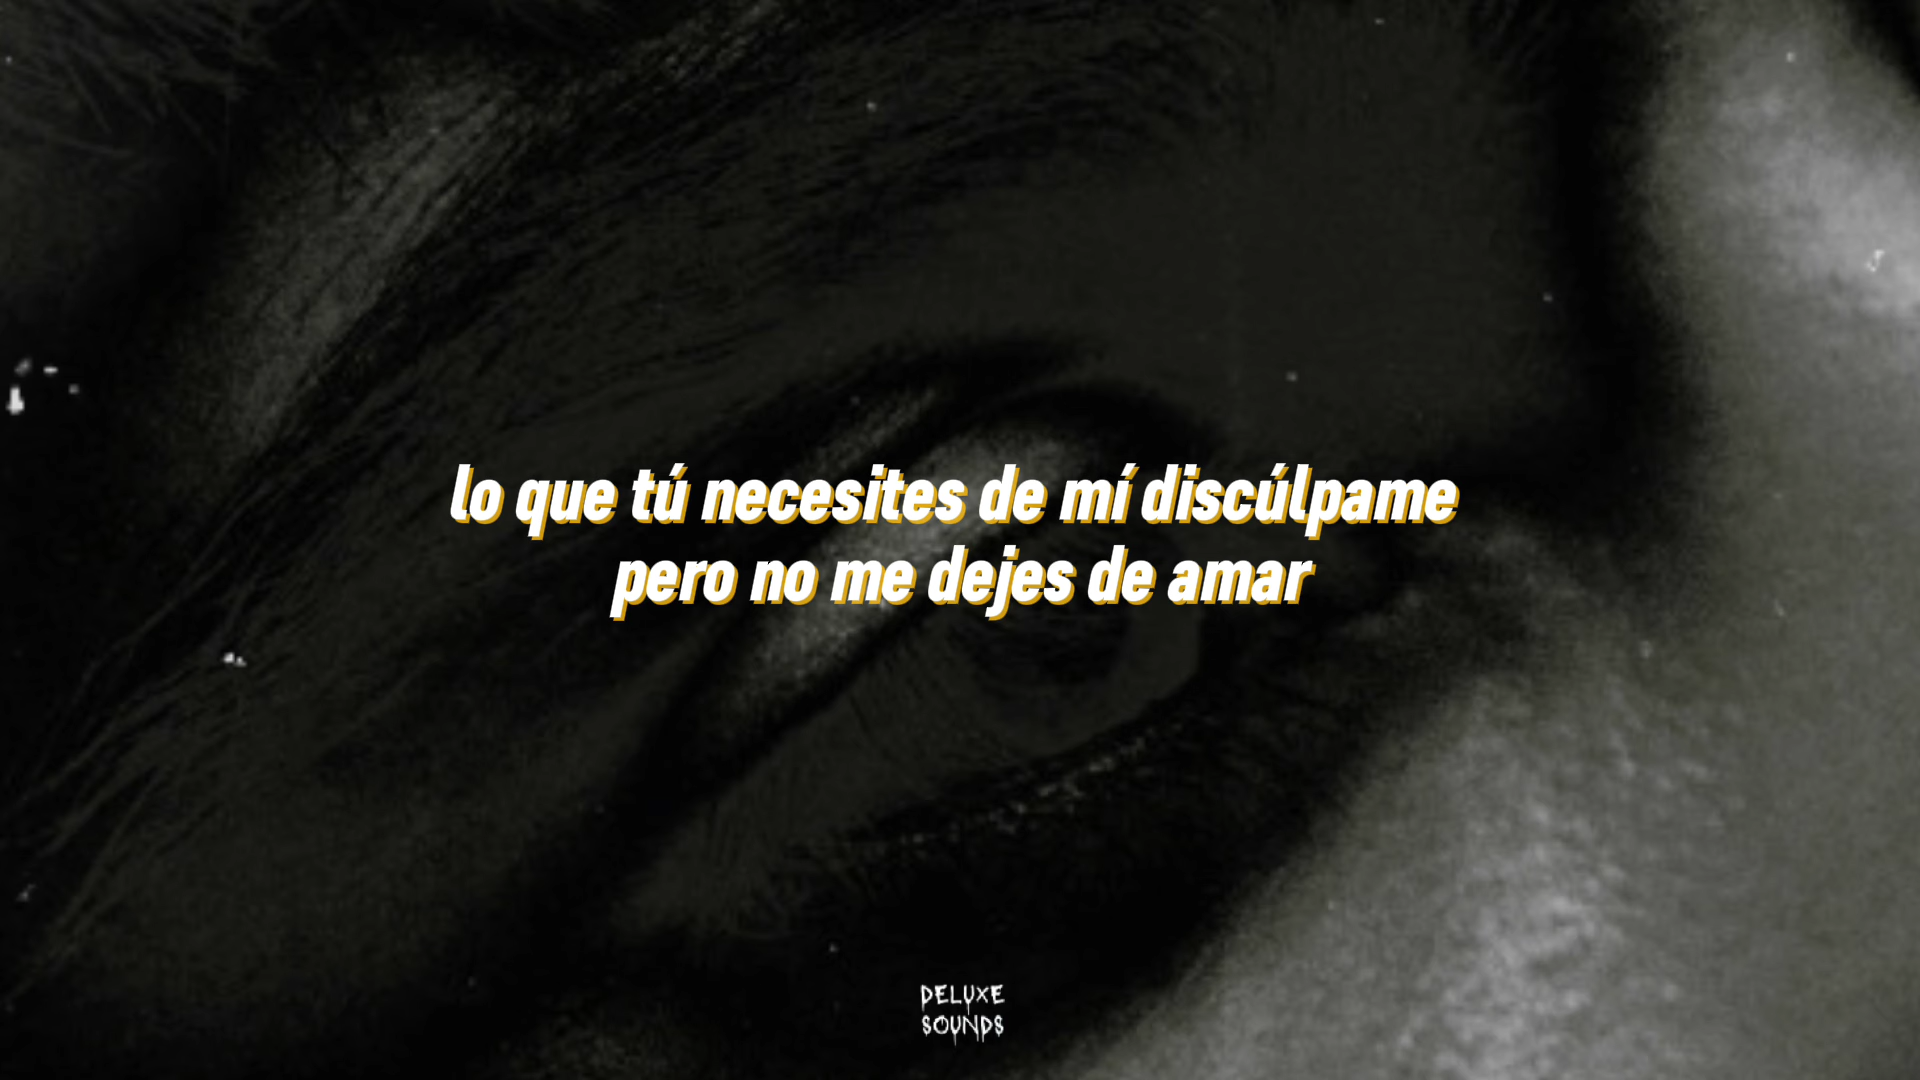 lo que tú necesites de mí discúlpame
pero no me dejes de amar
DELUXE
SOUNDS